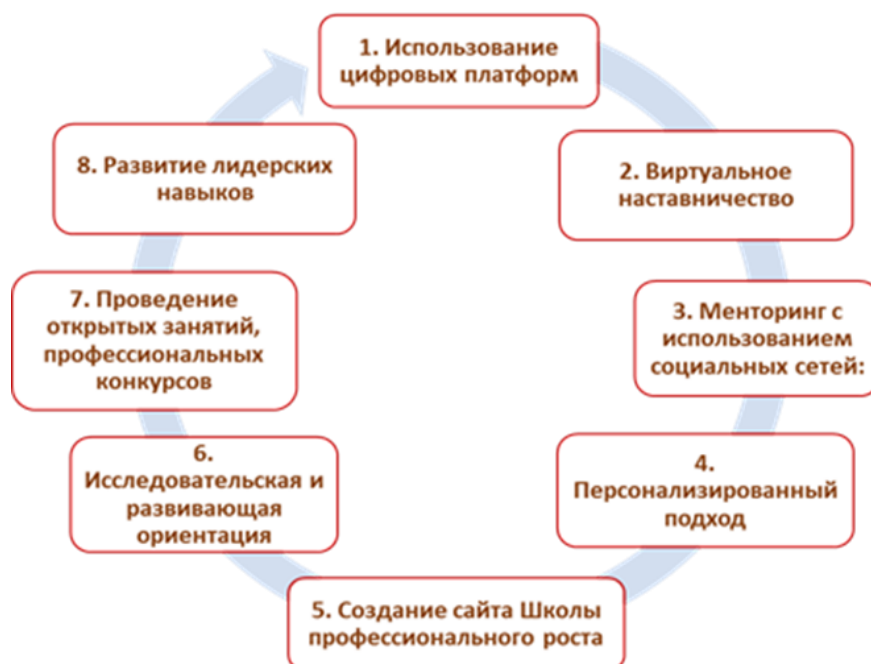 1. Использование
цифровых платформ
2. Виртуальное
наставничество
3. Менторинг с
использованием
социальных сетей:
4.
Персонализированный
подход
5. Создание сайта Школы
профессионального роста
6.
Исследовательская и
развивающая
ориентация
7. Проведение
открытых занятий,
профессиональных
конкурсов
8. Развитие лидерских
навыков